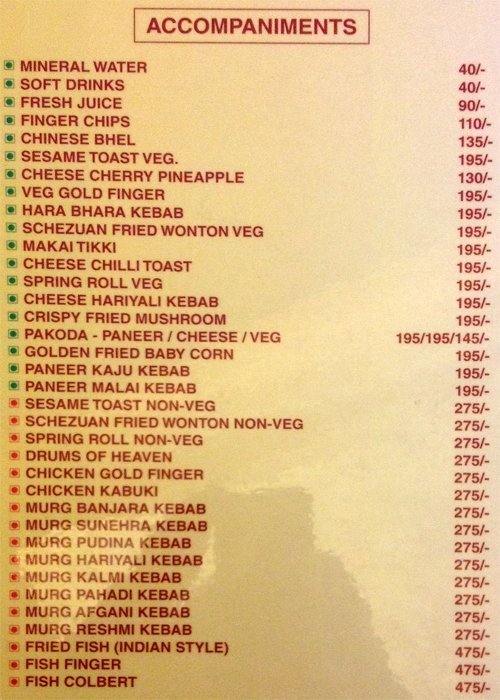 ACCOMPANIMENTS
MINERAL WATER 40/-
SOFT DRINKS 40/-
FRESH JUICE 90/-
FINGER CHIPS 110/-
CHINESE BHEL 135/-
SESAME TOAST VEG. 195/-
CHEESE CHERRY PINEAPPLE 130/-
VEG GOLD FINGER 195/-
HARA BHARA KEBAB 195/-
SCHEZUAN FRIED WONTON VEG 195/-
MAKAI TIKKI 195/-
CHEESE CHILLI TOAST 195/-
SPRING ROLL VEG 195/-
CHEESE HARIYALI KEBAB 195/-
CRISPY FRIED MUSHROOM 195/-
PAKODA - PANEER / CHEESE / VEG 195/195/145/-
GOLDEN FRIED BABY CORN 195/-
PANEER KAJU KEBAB 195/-
PANEER MALAI KEBAB 195/-
SESAME TOAST NON-VEG 275/-
SCHEZUAN FRIED WONTON NON-VEG 275/-
SPRING ROLL NON-VEG 275/-
DRUMS OF HEAVEN 275/-
CHICKEN GOLD FINGER 275/-
CHICKEN KABUKI 275/-
MURG BANJARA KEBAB 275/-
MURG SUNEHRA KEBAB 275/-
MURG PUDINA KEBAB 275/-
MURG HARIYALI KEBAB 275/-
MURG KALMI KEBAB 275/-
MURG PAHADI KEBAB 275/-
MURG AFGANI KEBAB 275/-
MURG RESHMI KEBAB 275/-
FRIED FISH (INDIAN STYLE) 475/-
FISH FINGER 475/-
FISH COLBERT 475/-